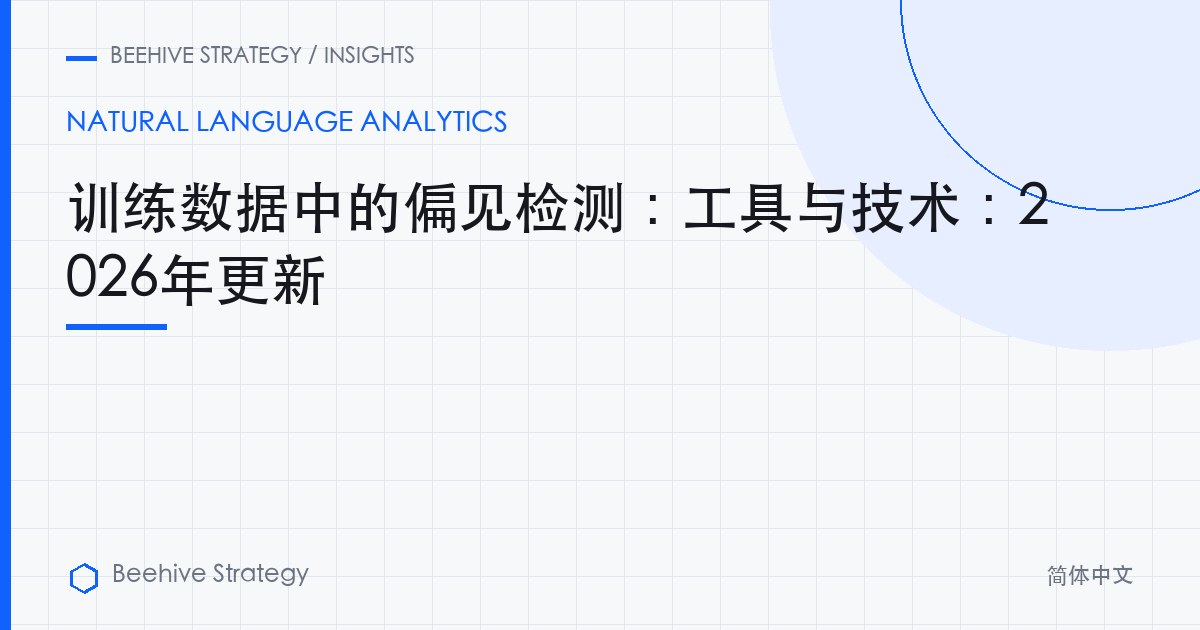 BEEHIVE STRATEGY / INSIGHTS
NATURAL LANGUAGE ANALYTICS
训练数据中的偏见检测：工具与技术：2
026年更新
Beehive Strategy
简体中文